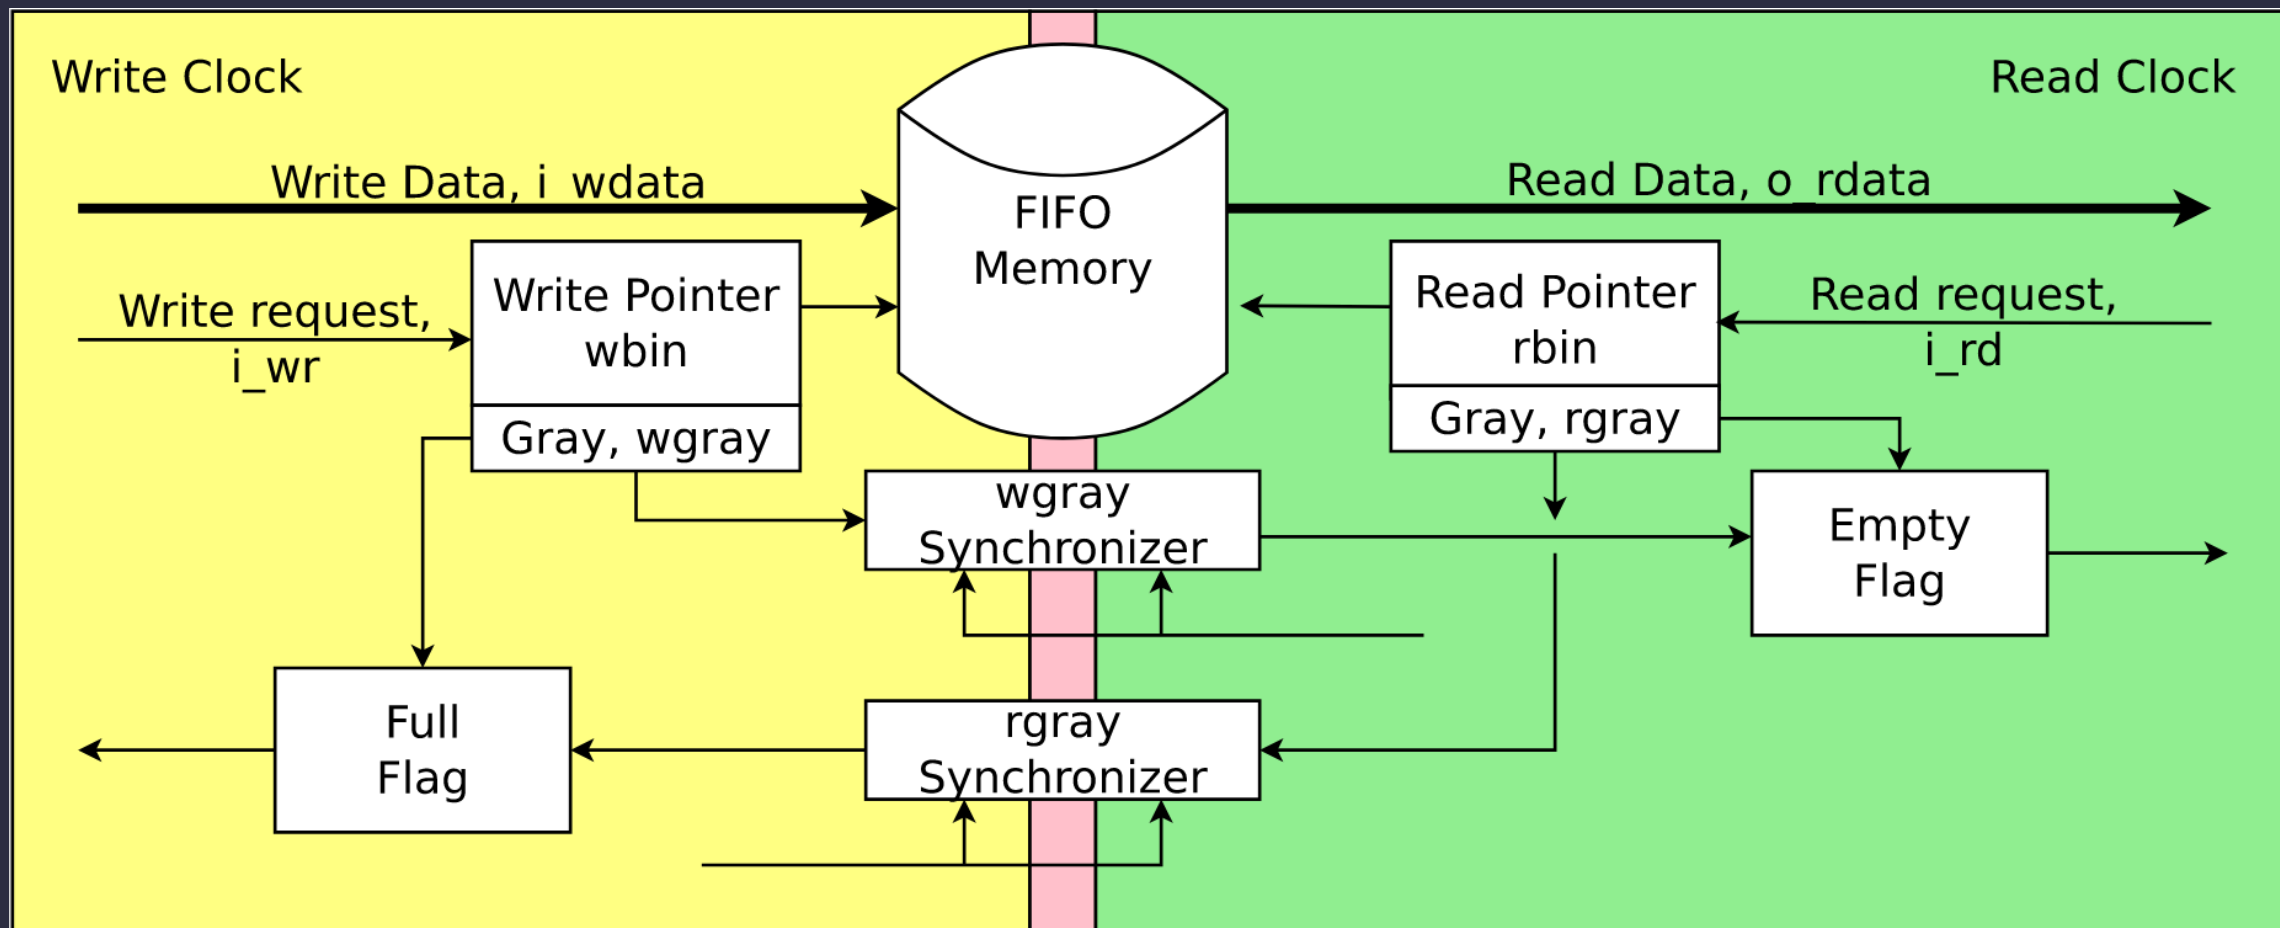 Write Clock
Read Clock
Write Data, i_wdata
Read Data, o_rdata
FIFO
Memory
Write request,
i_wr
Write Pointer
wbin
Gray, wgray
Read Pointer
rbin
Gray, rgray
Read request,
i_rd
wgray
Synchronizer
Empty
Flag
Full
Flag
rgray
Synchronizer